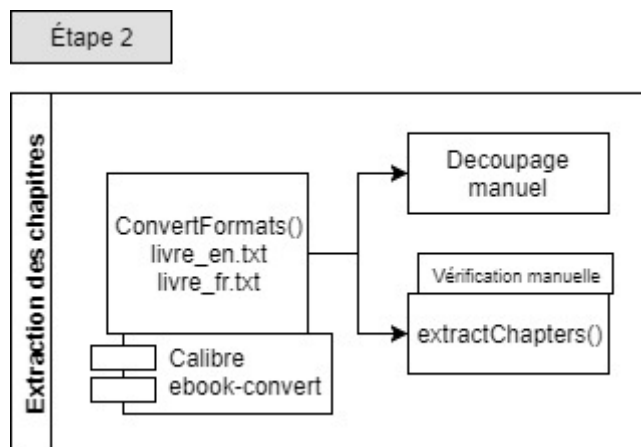 Étape 2
Extraction des chapitres
ConvertFormats()
livre_en.txt
livre_fr.txt
Calibre
ebook-convert
Decoupage
manuel
Vérification manuelle
extractChapters()